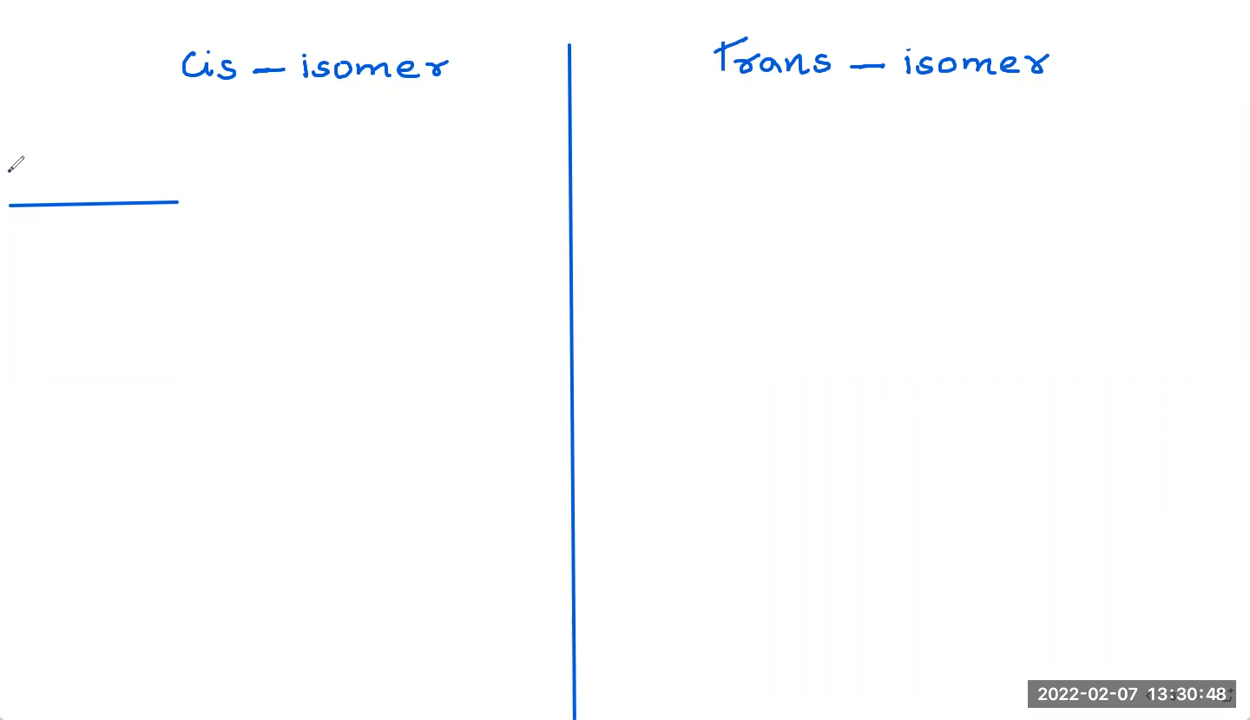 Cis - isomer
Trans - isomer
2022-02-07 13:30:48